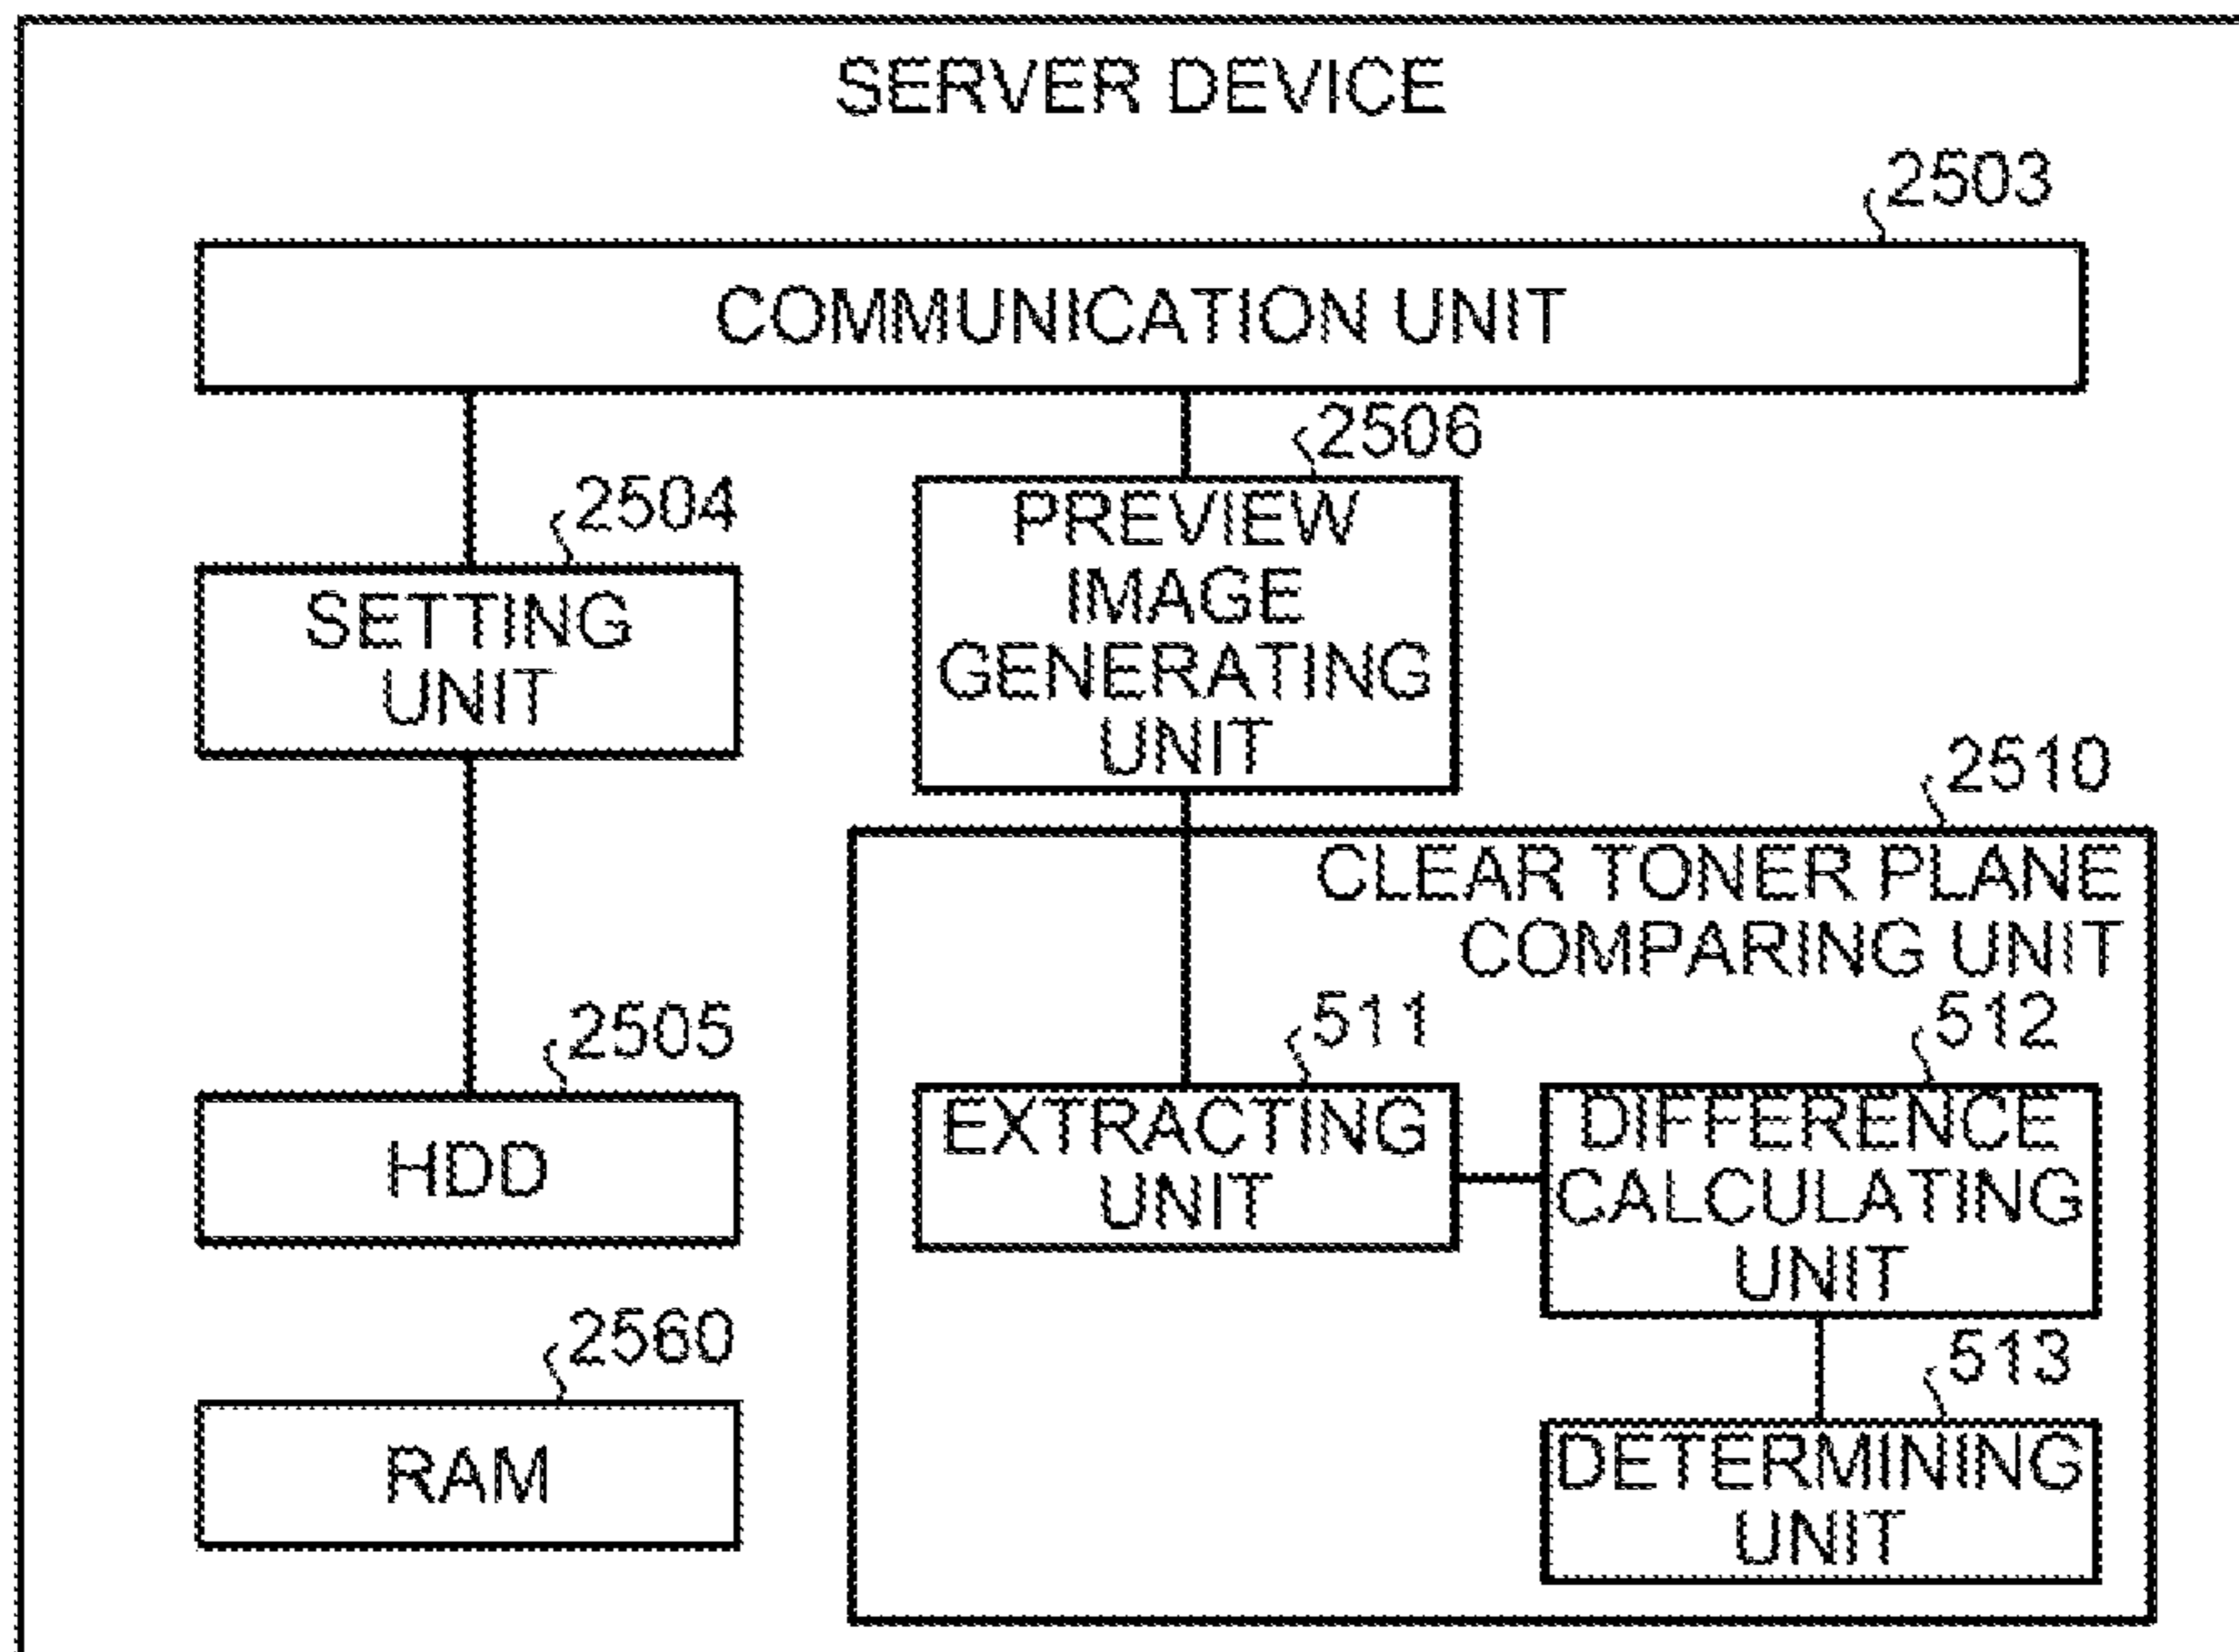 SERVER DEVICE
2503
COMMUNICATION UNIT
2504
SETTING
UNIT
2506
PREVIEW
IMAGE
GENERATING
UNIT
2510
CLEAR TONER PLANE
COMPARING UNIT
2505
HDD
511
EXTRACTING
UNIT
512
DIFFERENCE
CALCULATING
UNIT
2560
RAM
513
DETERMINING
UNIT